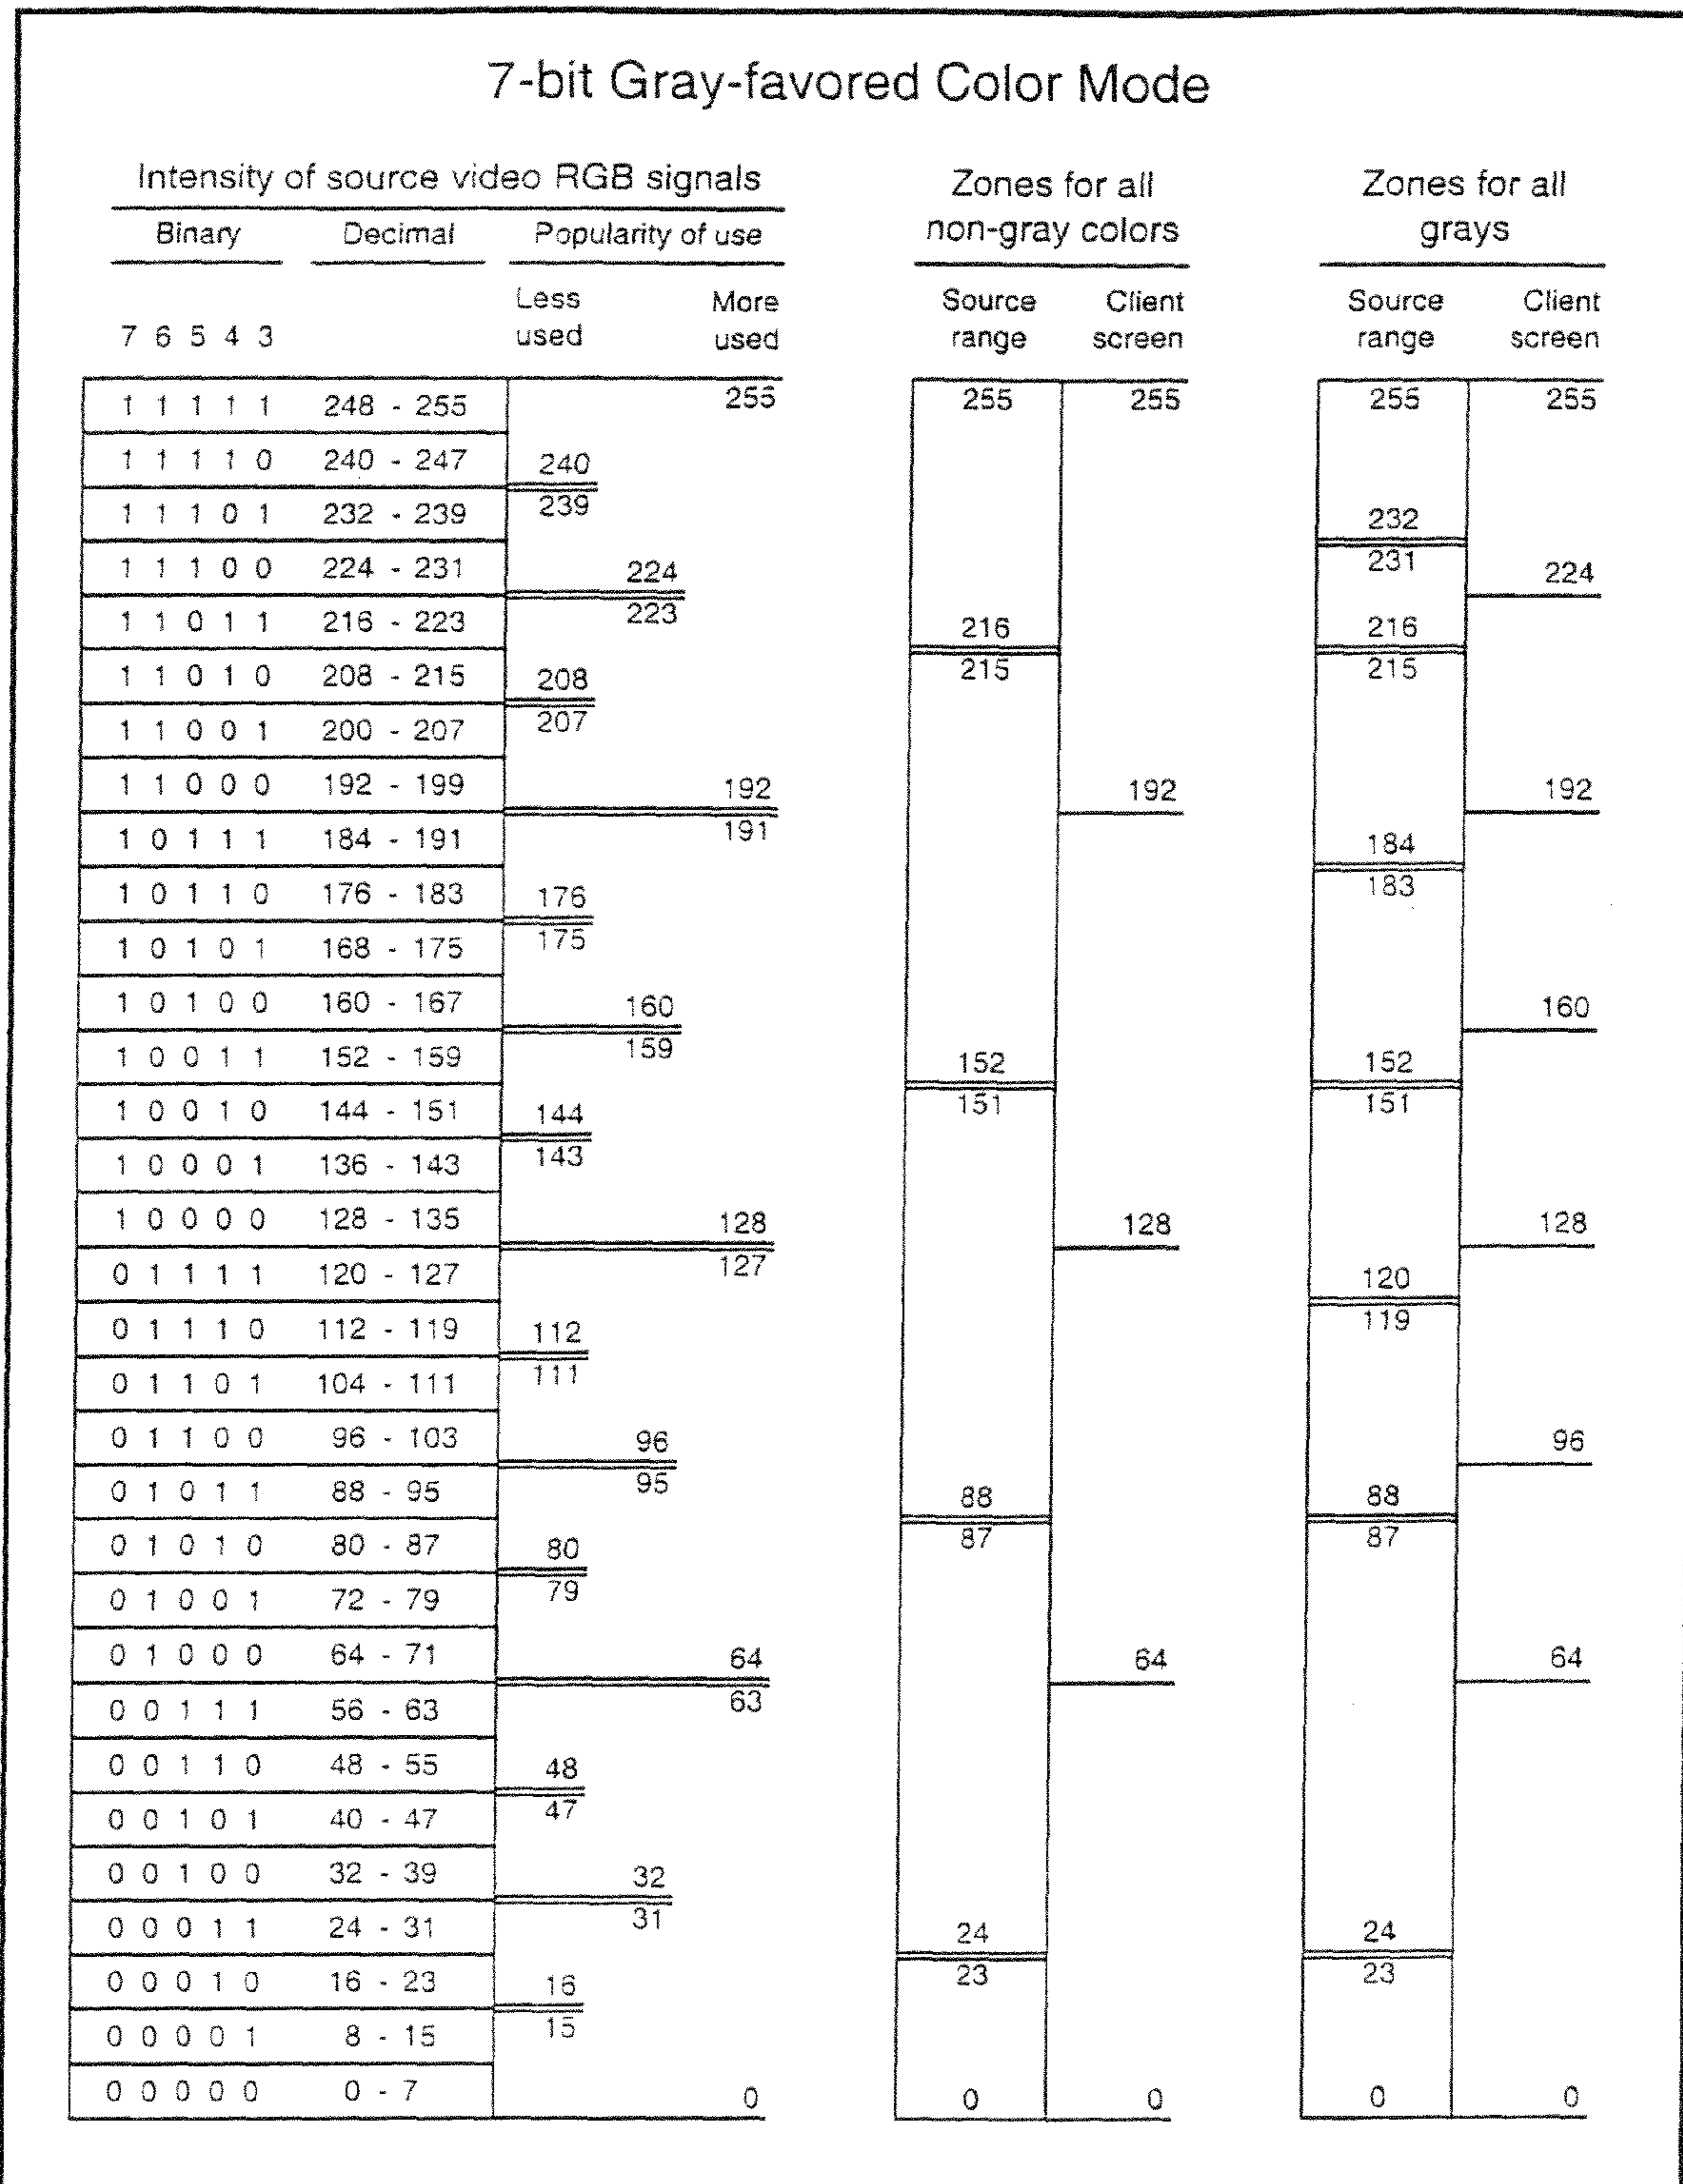 7-bit Gray-favored Color Mode
Intensity of source video RGB signals Zones for all Zones for all
Binary Decimal Popularity of use non-gray colors grays
Less More Source Client Source Client
7 6 5 4 3 used used range screen range screen
1 1 1 1 1 248 - 255 255 255 255 255 255
1 1 1 1 0 240 - 247 240
1 1 1 0 1 232 - 239 239 232
1 1 1 0 0 224 - 231 224 231 224
1 1 0 1 1 216 - 223 223 216 216
1 1 0 1 0 208 - 215 208 215 215
1 1 0 0 1 200 - 207 207
1 1 0 0 0 192 - 199 192 192 192
1 0 1 1 1 184 - 191 191 184
1 0 1 1 0 176 - 183 176 183
1 0 1 0 1 168 - 175 175
1 0 1 0 0 160 - 167 160 160
1 0 0 1 1 152 - 159 159 152 152
1 0 0 1 0 144 - 151 144 151 151
1 0 0 0 1 136 - 143 143
1 0 0 0 0 128 - 135 128 128 128
0 1 1 1 1 120 - 127 127 120
0 1 1 1 0 112 - 119 112 119
0 1 1 0 1 104 - 111 111
0 1 1 0 0 96 - 103 96 96
0 1 0 1 1 88 - 95 95 88 88
0 1 0 1 0 80 - 87 80 87 87
0 1 0 0 1 72 - 79 79
0 1 0 0 0 64 - 71 64 64 64
0 0 1 1 1 56 - 63 63
0 0 1 1 0 48 - 55 48
0 0 1 0 1 40 - 47 47
0 0 1 0 0 32 - 39 32
0 0 0 1 1 24 - 31 31 24 24
0 0 0 1 0 16 - 23 16 23 23
0 0 0 0 1 8 - 15 15
0 0 0 0 0 0 - 7 0 0 0 0 0